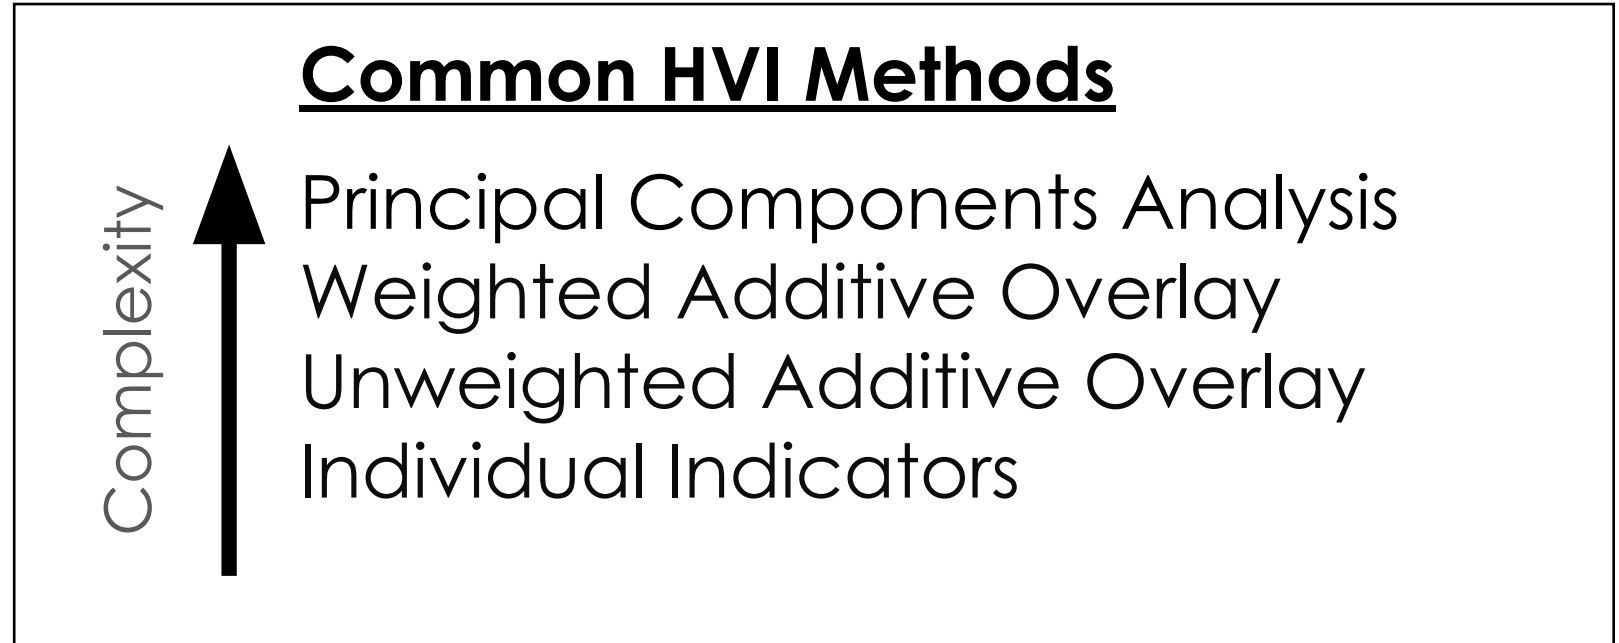 Common HVI Methods
Complexity
Principal Components Analysis
Weighted Additive Overlay
Unweighted Additive Overlay
Individual Indicators